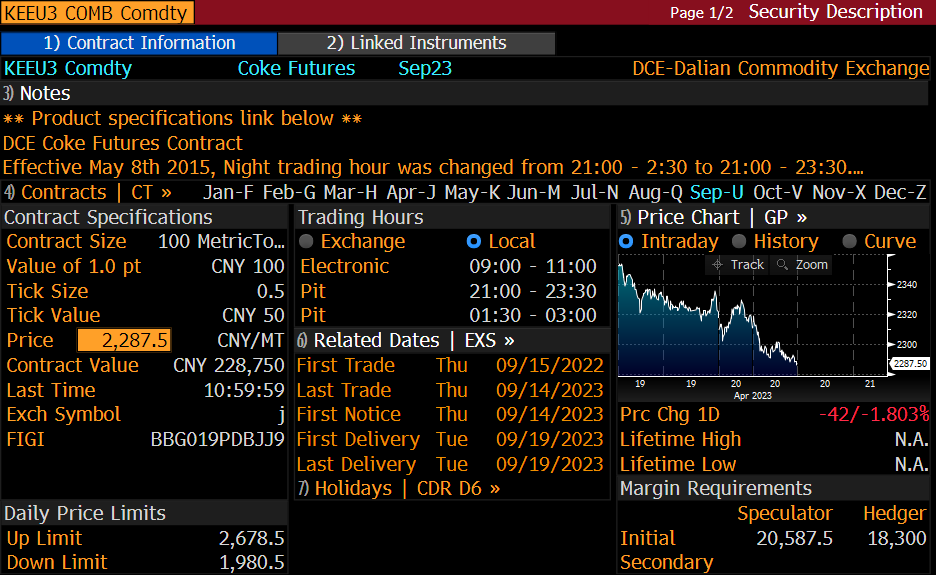 KEEU3 COMB Comdty Page 1/2 Security Description
1) Contract Information 2) Linked Instruments
KEEU3 Comdty Coke Futures Sep23 DCE-Dalian Commodity Exchange
3) Notes
** Product specifications link below **
DCE Coke Futures Contract
Effective May 8th 2015, Night trading hour was changed from 21:00 - 2:30 to 21:00 - 23:30....
4) Contracts | CT » Jan-F Feb-G Mar-H Apr-J May-K Jun-M Jul-N Aug-Q Sep-U Oct-V Nov-X Dec-Z
Contract Specifications
Contract Size 100 MetricTo...
Value of 1.0 pt CNY 100
Tick Size 0.5
Tick Value CNY 50
Price 2,287.5 CNY/MT
Contract Value CNY 228,750
Last Time 10:59:59
Exch Symbol j
FIGI BBG019PDBJJ9
Daily Price Limits
Up Limit 2,678.5
Down Limit 1,980.5
Trading Hours
Exchange Local
Electronic 09:00 - 11:00
Pit 21:00 - 23:30
Pit 01:30 - 03:00
6) Related Dates | EXS »
First Trade Thu 09/15/2022
Last Trade Thu 09/14/2023
First Notice Thu 09/14/2023
First Delivery Tue 09/19/2023
Last Delivery Tue 09/19/2023
7) Holidays | CDR D6 »
5) Price Chart | GP »
Intraday History Curve
Track Zoom
2340
2320
2300
2287.50
19 19 20 20 20 21
Apr 2023
Prc Chg 1D -42/-1.803%
Lifetime High N.A.
Lifetime Low N.A.
Margin Requirements
Speculator Hedger
Initial 20,587.5 18,300
Secondary